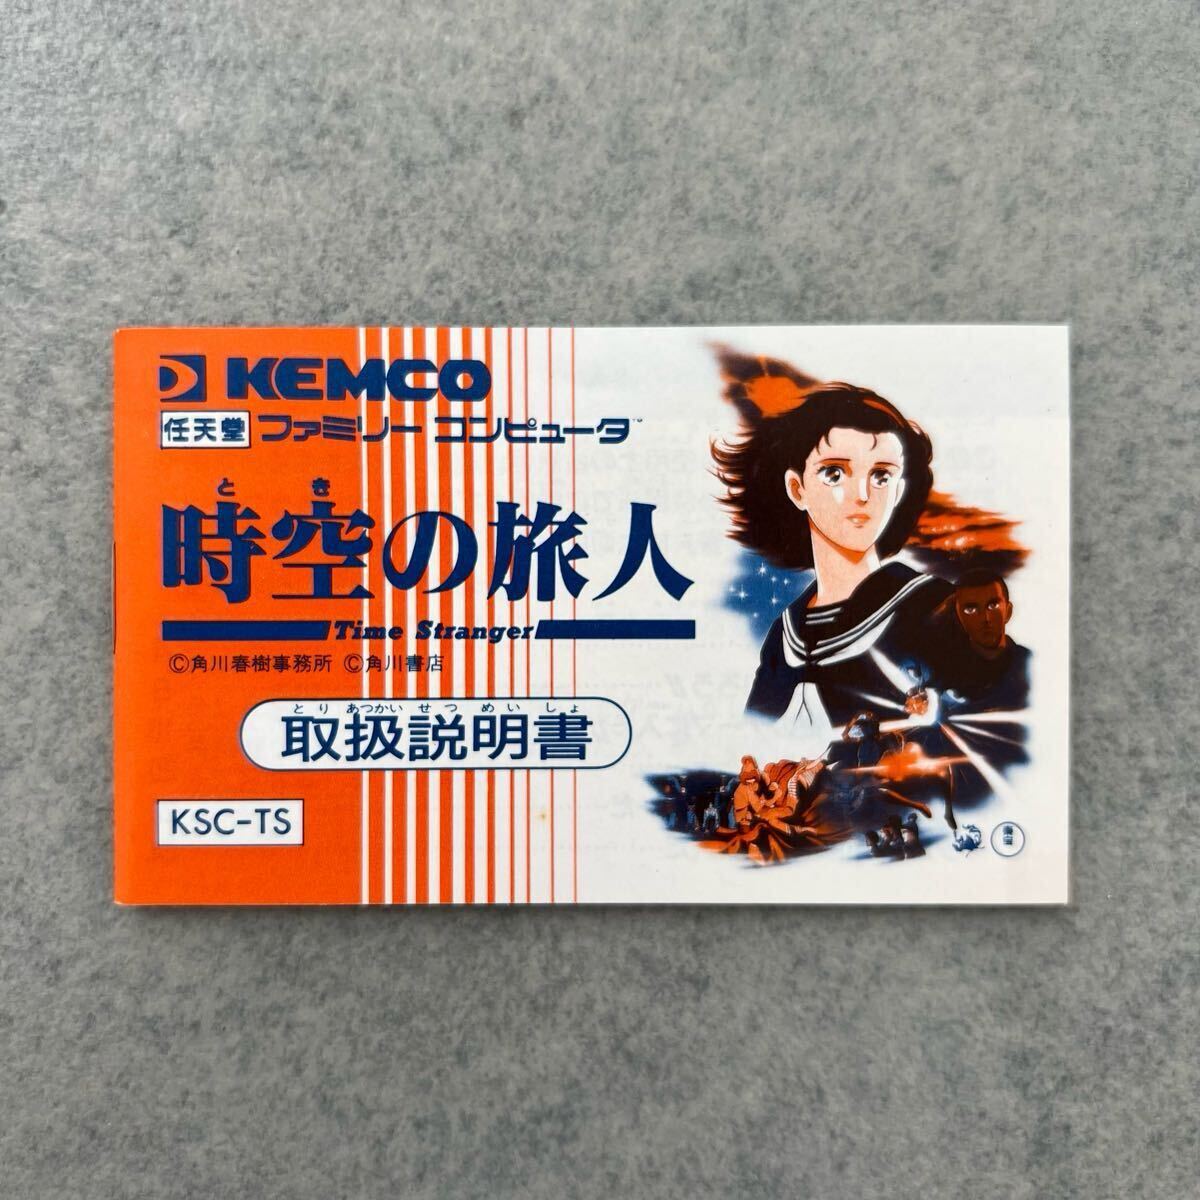 KEMCO
任天堂 ファミリー コンピュータ™
とき
時空の旅人
Time Stranger
©角川春樹事務所 ©角川書店
とりあつかいせつめいしょ
取扱説明書
KSC-TS